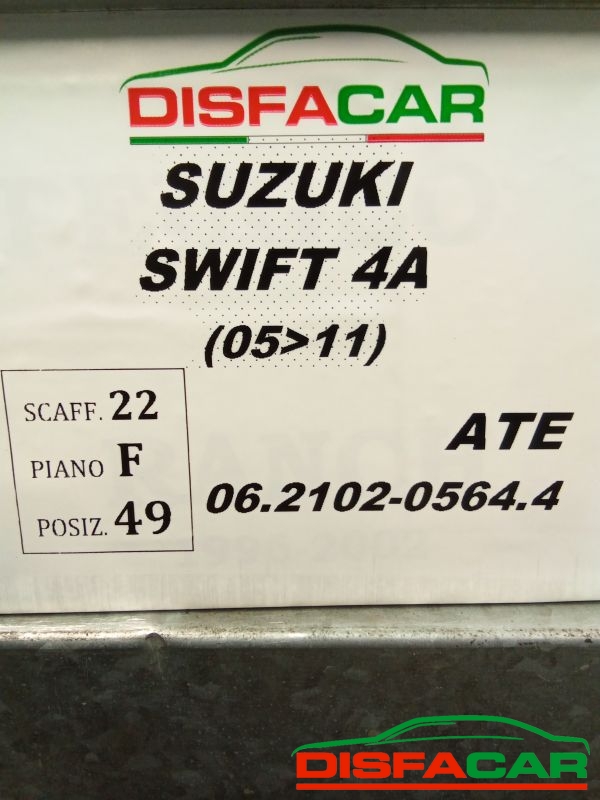 DISFACAR
SUZUKI
SWIFT 4A
(05>11)
SCAFF. 22
PIANO F
POSIZ. 49
ATE
06.2102-0564.4
DISFACAR